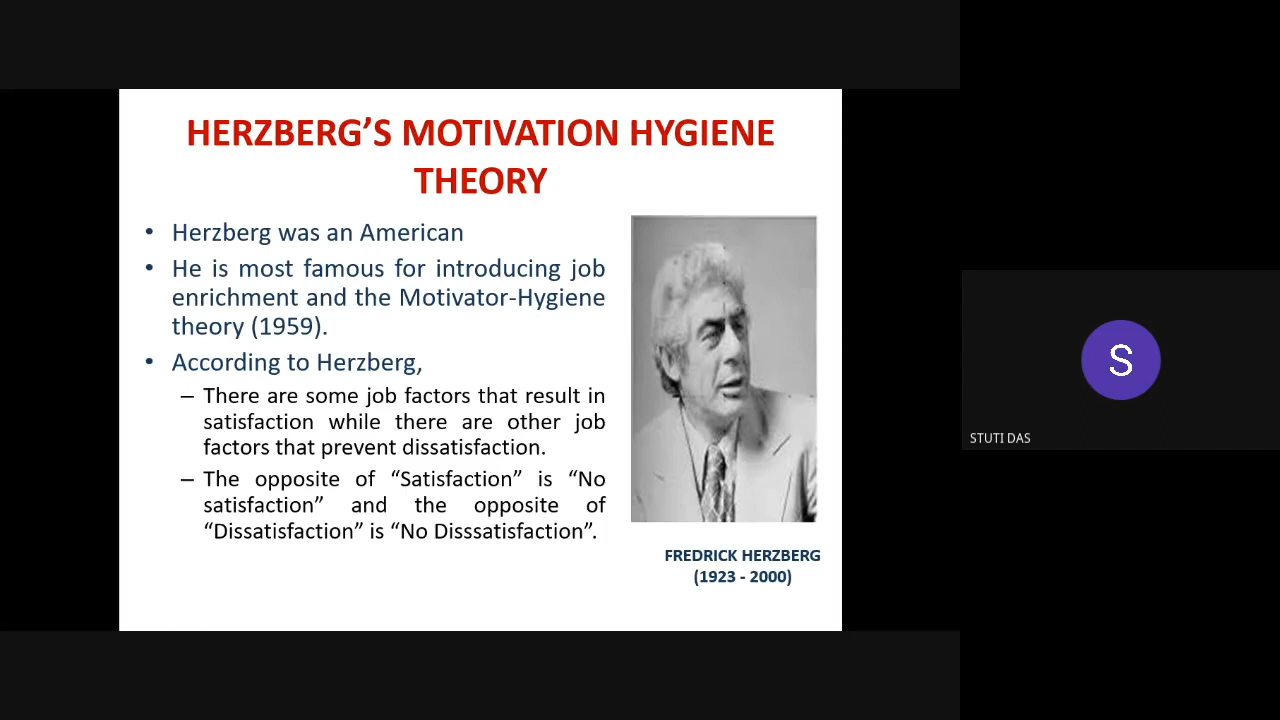 HERZBERG'S MOTIVATION HYGIENE
THEORY
• Herzberg was an American
• He is most famous for introducing job
enrichment and the Motivator-Hygiene
theory (1959).
• According to Herzberg,
– There are some job factors that result in
satisfaction while there are other job
factors that prevent dissatisfaction.
– The opposite of “Satisfaction” is “No
satisfaction” and the opposite of
“Dissatisfaction” is “No Disssatisfaction”.
FREDRICK HERZBERG
(1923 - 2000)
S
STUTI DAS